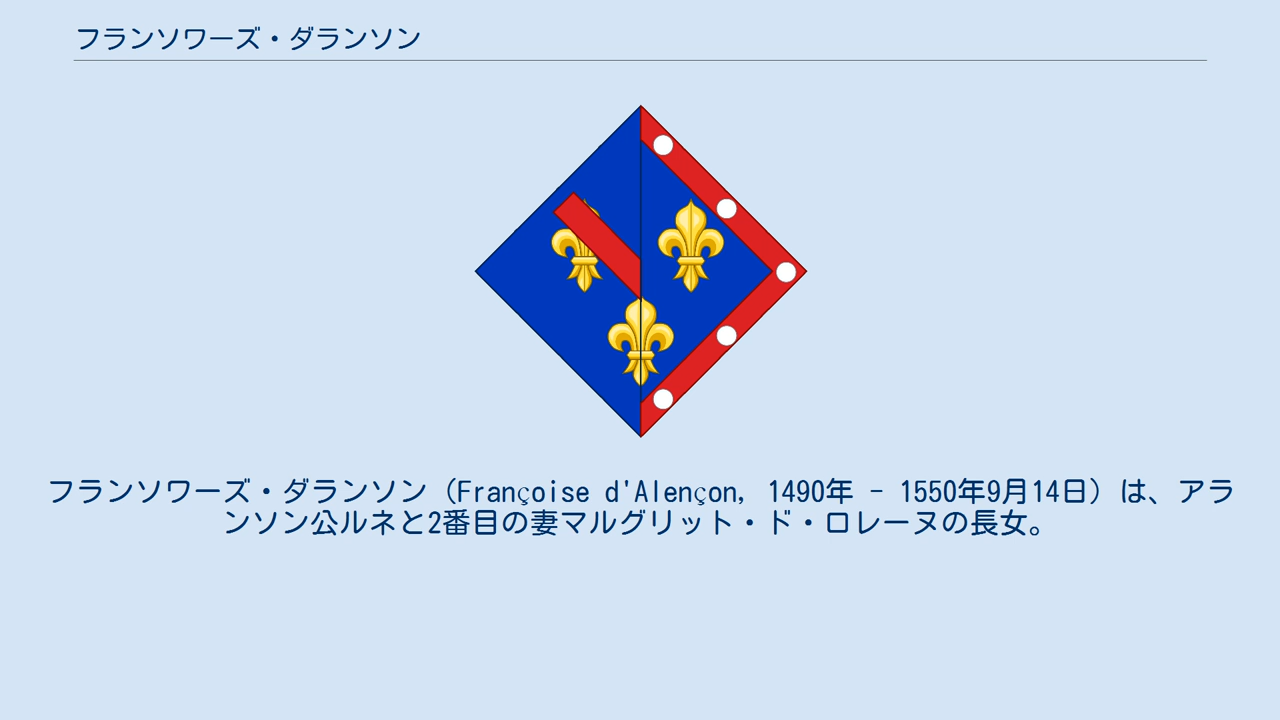 フランソワーズ・ダランソン
フランソワーズ・ダランソン（Françoise d'Alençon, 1490年 - 1550年9月14日）は、アラ
ンソン公ルネと2番目の妻マルグリット・ド・ロレーヌの長女。